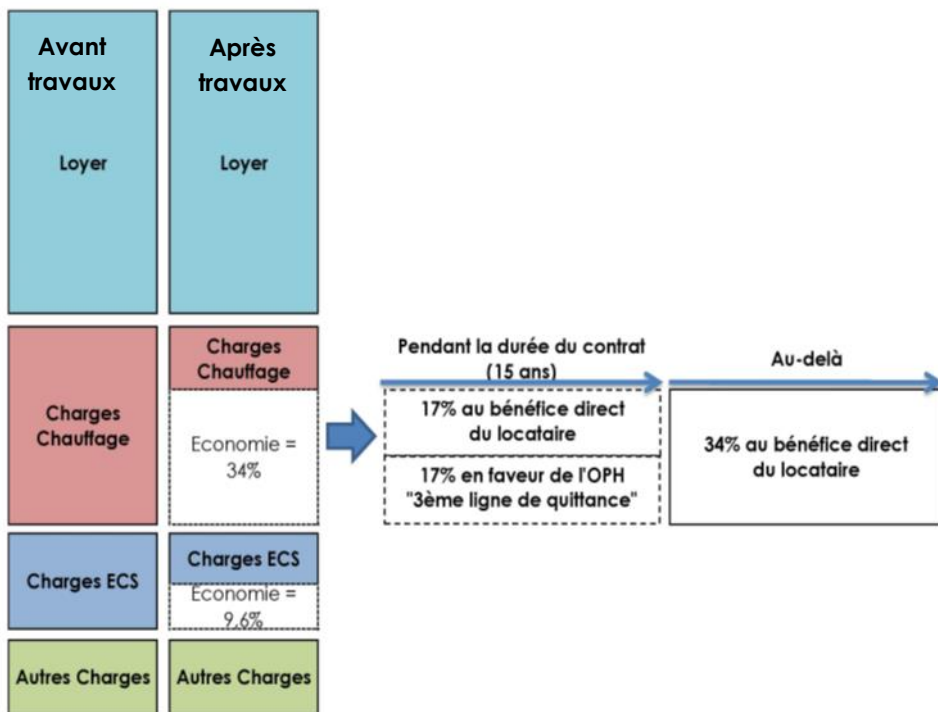 Avant
travaux
Loyer
Après
travaux
Loyer
Charges
Chauffage
Charges
Chauffage
Economie =
34%
Pendant la durée du contrat
(15 ans)
17% au bénéfice direct
du locataire
17% en faveur de l'OPH
"3ème ligne de quittance"
Au-delà
34% au bénéfice direct
du locataire
Charges ECS
Charges ECS
Economie =
9,6%
Autres Charges
Autres Charges